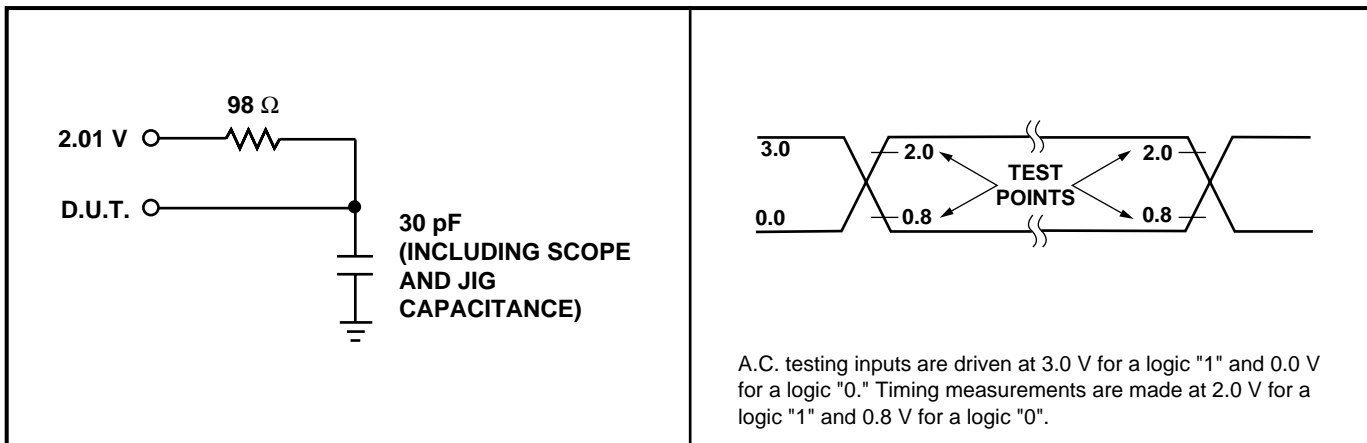 98 Ω
2.01 V
D.U.T.
30 pF
(INCLUDING SCOPE
AND JIG
CAPACITANCE)
3.0
2.0
TEST
POINTS
2.0
0.0
0.8
0.8
A.C. testing inputs are driven at 3.0 V for a logic "1" and 0.0 V
for a logic "0." Timing measurements are made at 2.0 V for a
logic "1" and 0.8 V for a logic "0".